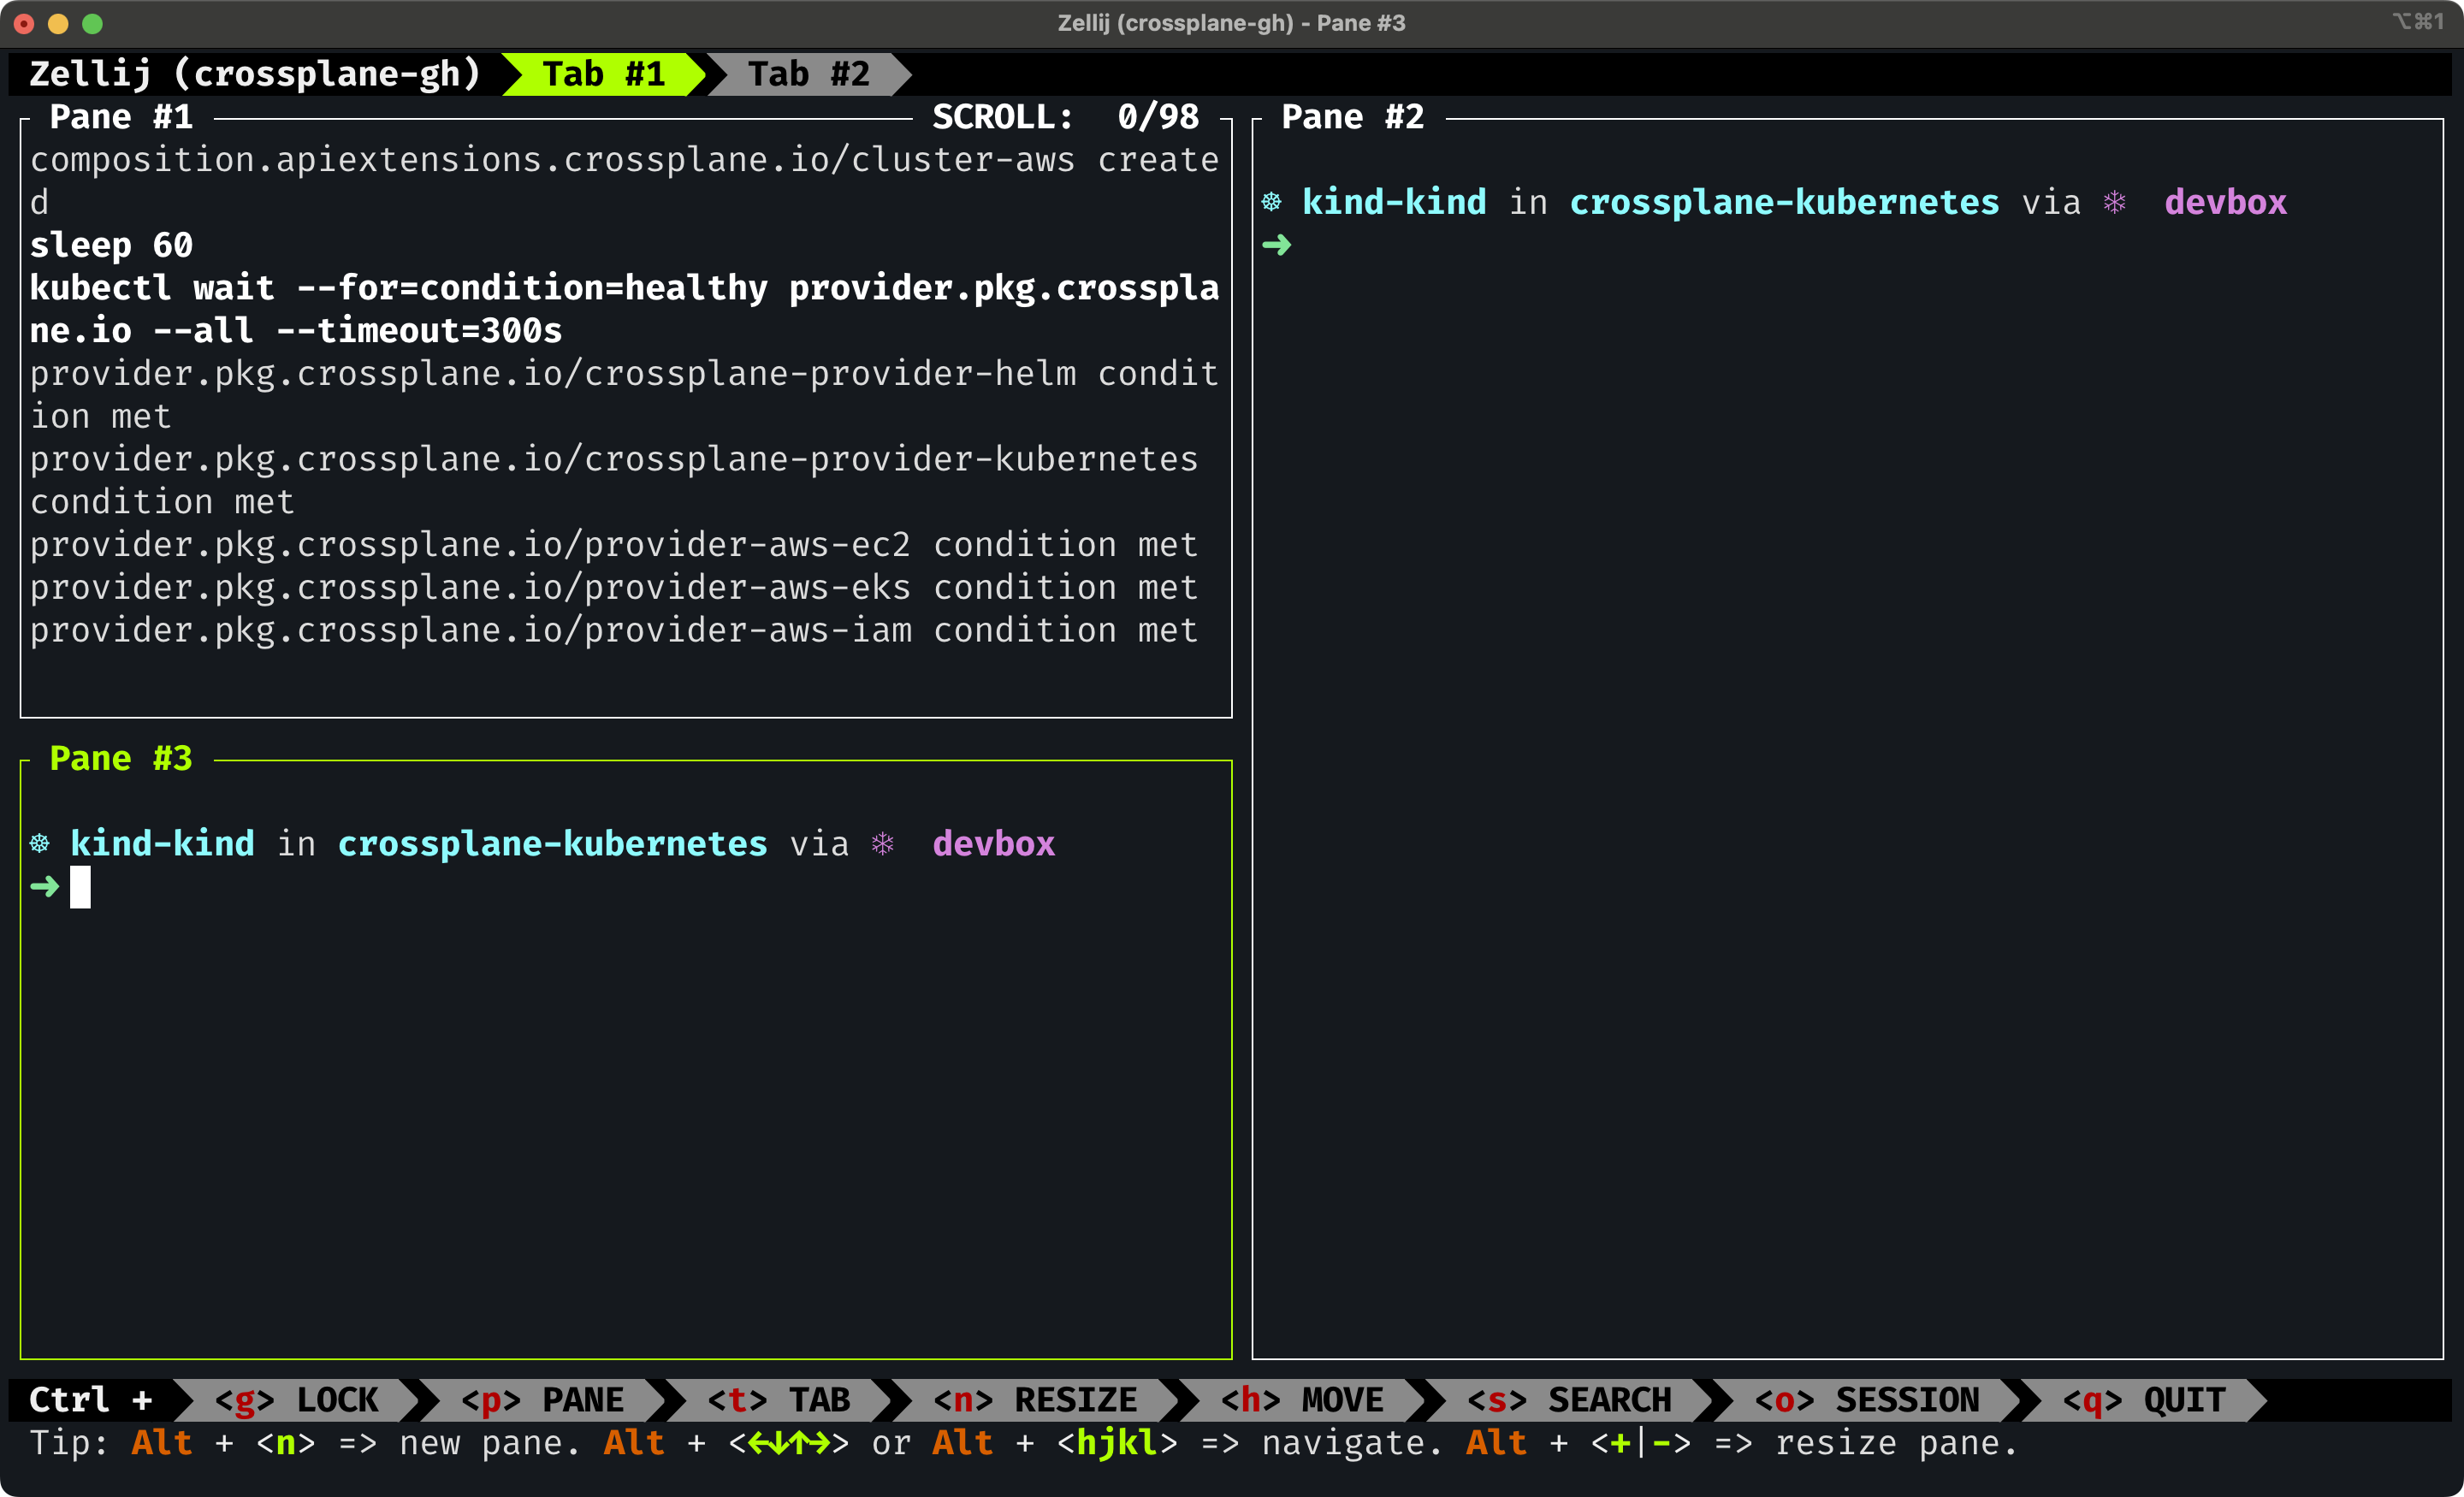 Zellij (crossplane-gh) - Pane #3
⌥⌘1
Zellij (crossplane-gh) Tab #1 Tab #2
Pane #1 SCROLL: 0/98
composition.apiextensions.crossplane.io/cluster-aws create
d
sleep 60
kubectl wait --for=condition=healthy provider.pkg.crosspla
ne.io --all --timeout=300s
provider.pkg.crossplane.io/crossplane-provider-helm condit
ion met
provider.pkg.crossplane.io/crossplane-provider-kubernetes
condition met
provider.pkg.crossplane.io/provider-aws-ec2 condition met
provider.pkg.crossplane.io/provider-aws-eks condition met
provider.pkg.crossplane.io/provider-aws-iam condition met
Pane #2
☸ kind-kind in crossplane-kubernetes via ❄ devbox
➜
Pane #3
☸ kind-kind in crossplane-kubernetes via ❄ devbox
➜
Ctrl + <g> LOCK <p> PANE <t> TAB <n> RESIZE <h> MOVE <s> SEARCH <o> SESSION <q> QUIT
Tip: Alt + <n> => new pane. Alt + <←↓↑→> or Alt + <hjkl> => navigate. Alt + <+|-> => resize pane.